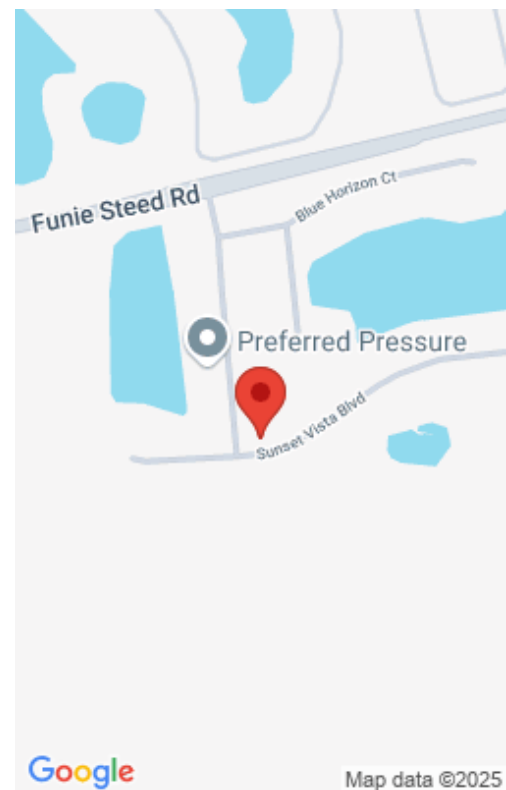 Blue Horizon Ct
Funie Steed Rd
Preferred Pressure
Sunset Vista Blvd
Google
Map data ©2025